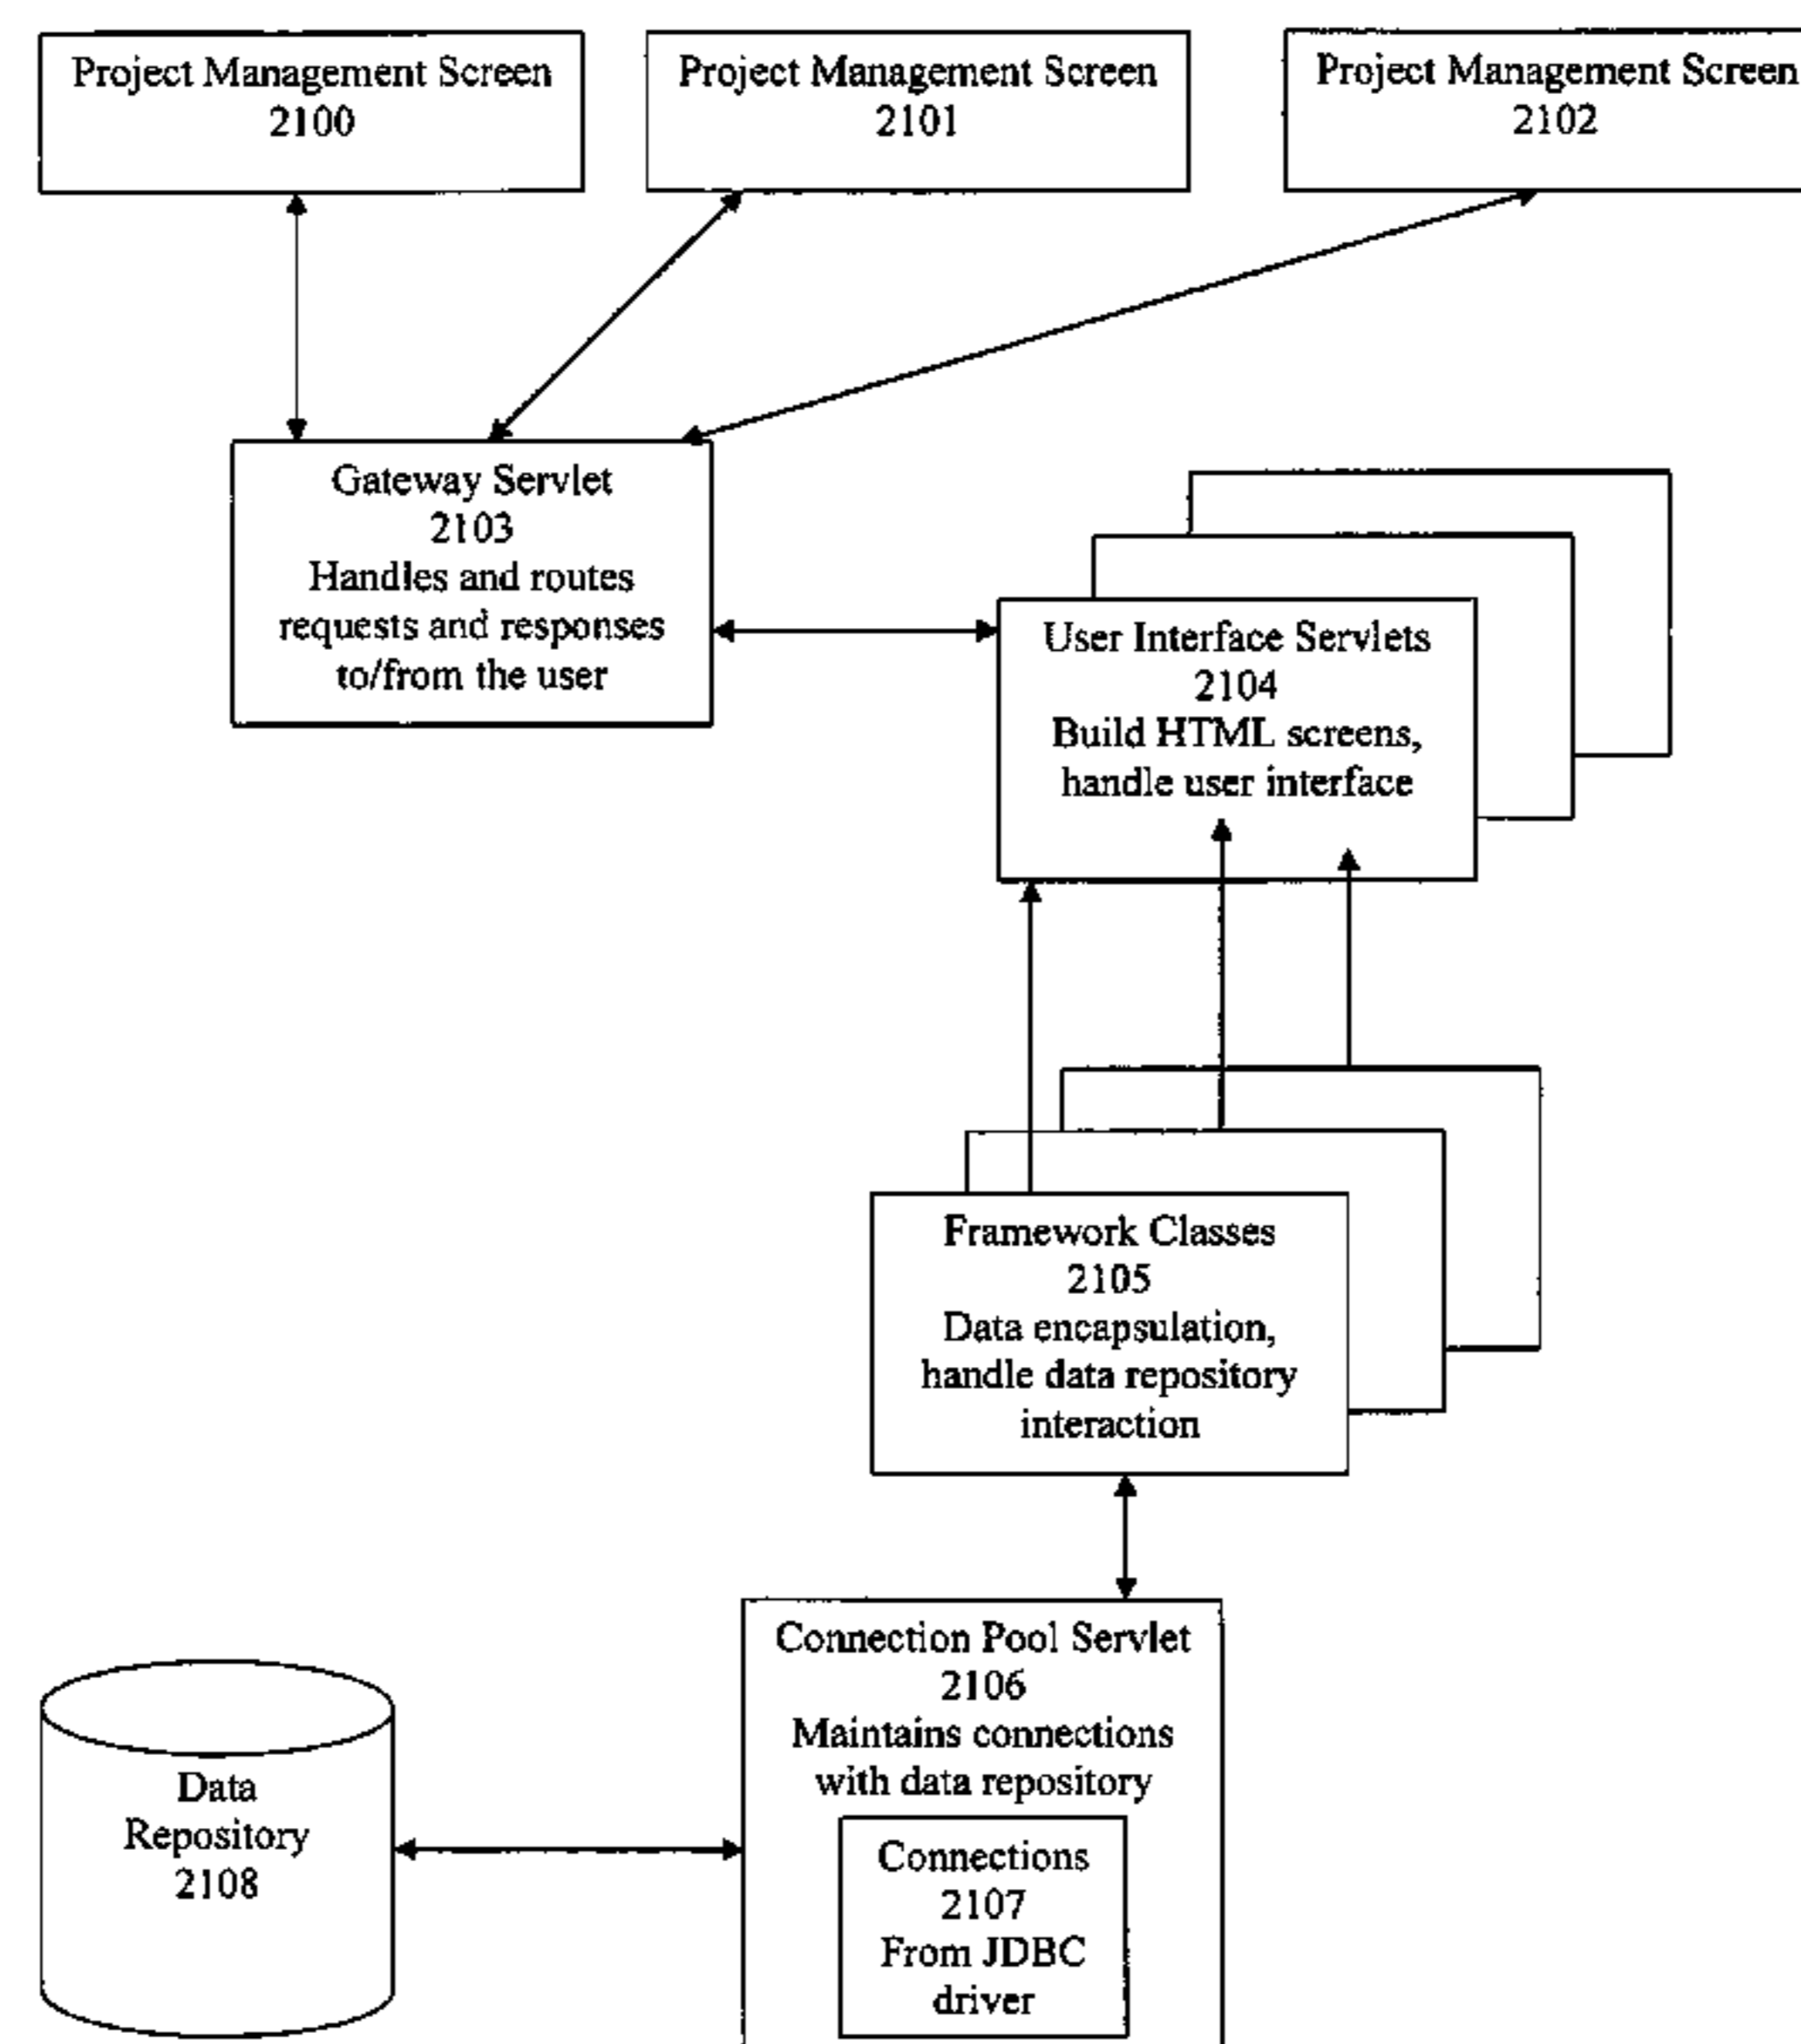 Project Management Screen
2100
Project Management Screen
2101
Project Management Screen
2102
Gateway Servlet
2103
Handles and routes
requests and responses
to/from the user
User Interface Servlets
2104
Build HTML screens,
handle user interface
Framework Classes
2105
Data encapsulation,
handle data repository
interaction
Connection Pool Servlet
2106
Maintains connections
with data repository
Connections
2107
From JDBC
driver
Data
Repository
2108